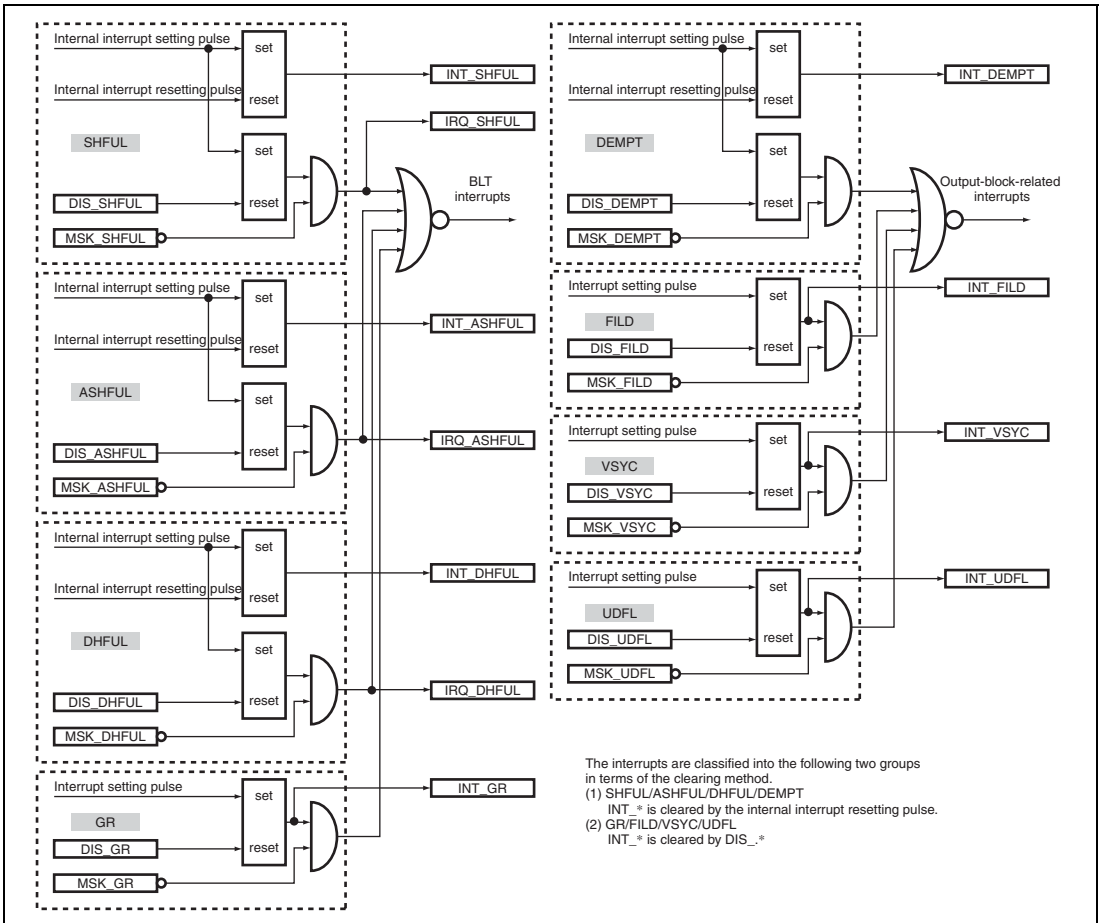 Internal interrupt setting pulse
set
INT_SHFUL
Internal interrupt resetting pulse
reset
IRQ_SHFUL
SHFUL
set
BLT
interrupts
DIS_SHFUL
reset
MSK_SHFUL
Internal interrupt setting pulse
set
INT_ASHFUL
Internal interrupt resetting pulse
reset
ASHFUL
set
IRQ_ASHFUL
DIS_ASHFUL
reset
MSK_ASHFUL
Internal interrupt setting pulse
set
INT_DHFUL
Internal interrupt resetting pulse
reset
DHFUL
set
IRQ_DHFUL
DIS_DHFUL
reset
MSK_DHFUL
Interrupt setting pulse
set
INT_GR
GR
DIS_GR
reset
MSK_GR
Internal interrupt setting pulse
set
INT_DEMPT
Internal interrupt resetting pulse
reset
DEMPT
set
Output-block-related
interrupts
DIS_DEMPT
reset
MSK_DEMPT
Interrupt setting pulse
set
INT_FILD
FILD
DIS_FILD
reset
MSK_FILD
Interrupt setting pulse
set
INT_VSYC
VSYC
DIS_VSYC
reset
MSK_VSYC
Interrupt setting pulse
set
INT_UDFL
UDFL
DIS_UDFL
reset
MSK_UDFL
The interrupts are classified into the following two groups
in terms of the clearing method.
(1) SHFUL/ASHFUL/DHFUL/DEMPT
INT_* is cleared by the internal interrupt resetting pulse.
(2) GR/FILD/VSYC/UDFL
INT_* is cleared by DIS_.*